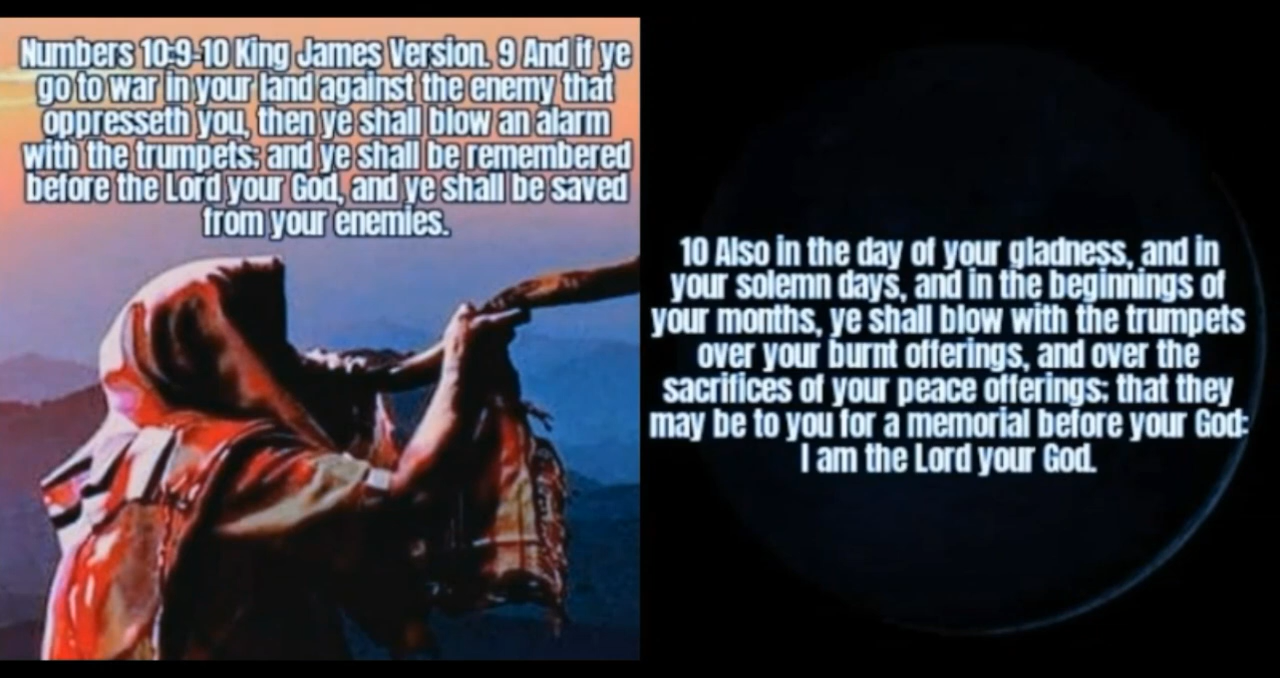 Numbers 10:9-10 King James Version. 9 And if ye
go to war in your land against the enemy that
oppresseth you, then ye shall blow an alarm
with the trumpets; and ye shall be remembered
before the Lord your God, and ye shall be saved
from your enemies.
10 Also in the day of your gladness, and in
your solemn days, and in the beginnings of
your months, ye shall blow with the trumpets
over your burnt offerings, and over the
sacrifices of your peace offerings; that they
may be to you for a memorial before your God:
I am the Lord your God.